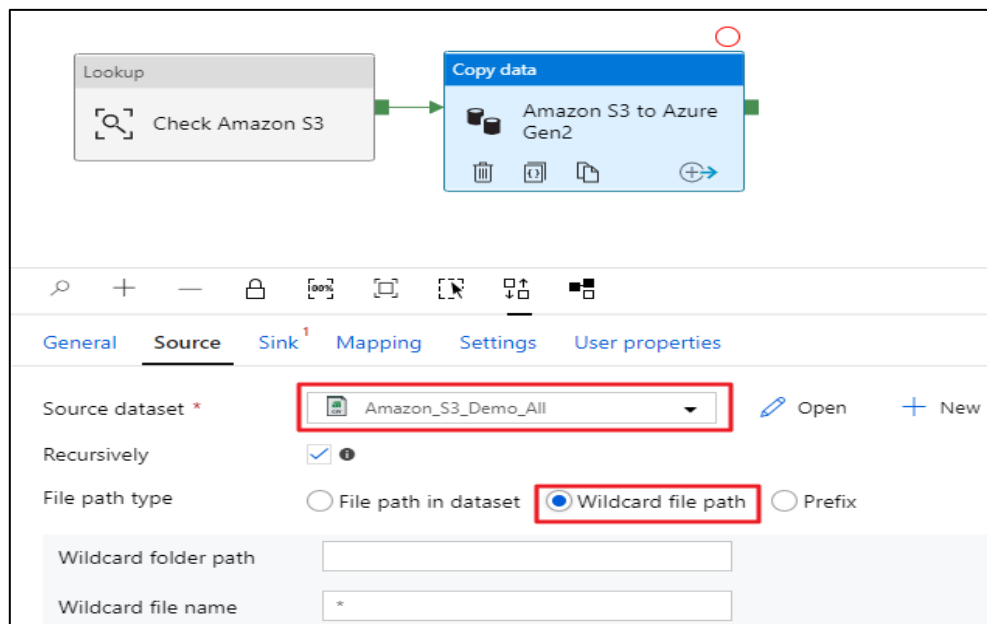 Lookup
Check Amazon S3
Copy data
Amazon S3 to Azure
Gen2
100%
General Source Sink 1 Mapping Settings User properties
Source dataset * Amazon_S3_Demo_All Open New
Recursively
File path type File path in dataset Wildcard file path Prefix
Wildcard folder path
Wildcard file name *